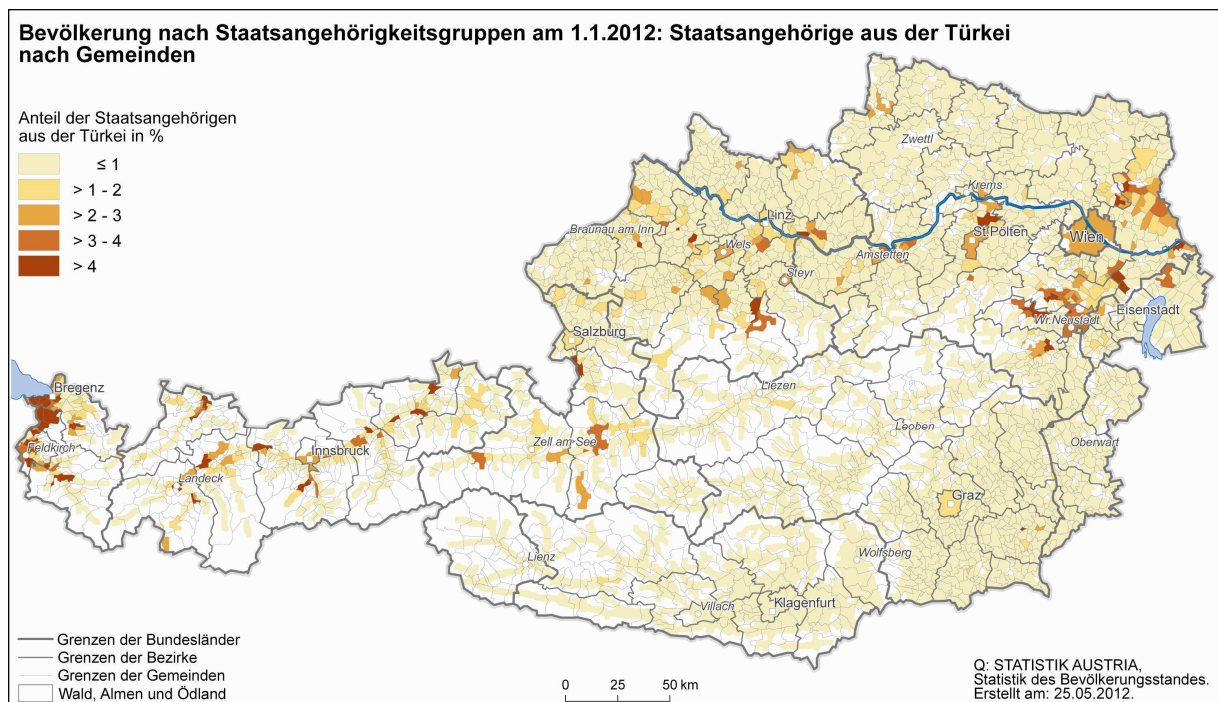 Bevölkerung nach Staatsangehörigkeitsgruppen am 1.1.2012: Staatsangehörige aus der Türkei
nach Gemeinden
Anteil der Staatsangehörigen
aus der Türkei in %
≤ 1
> 1 - 2
> 2 - 3
> 3 - 4
> 4
Zwettl
Krems
Linz
Braunau am Inn
Wels
St.Pölten
Wien
Amstetten
Steyr
Eisenstadt
Wr.Neustadt
Salzburg
Bregenz
Liezen
Leoben
Zell am See
Oberwart
Feldkirch
Innsbruck
Landeck
Graz
Lienz
Wolfsberg
Villach
Klagenfurt
Grenzen der Bundesländer
Grenzen der Bezirke
Grenzen der Gemeinden
Wald, Almen und Ödland
0 25 50 km
Q: STATISTIK AUSTRIA,
Statistik des Bevölkerungsstandes.
Erstellt am: 25.05.2012.